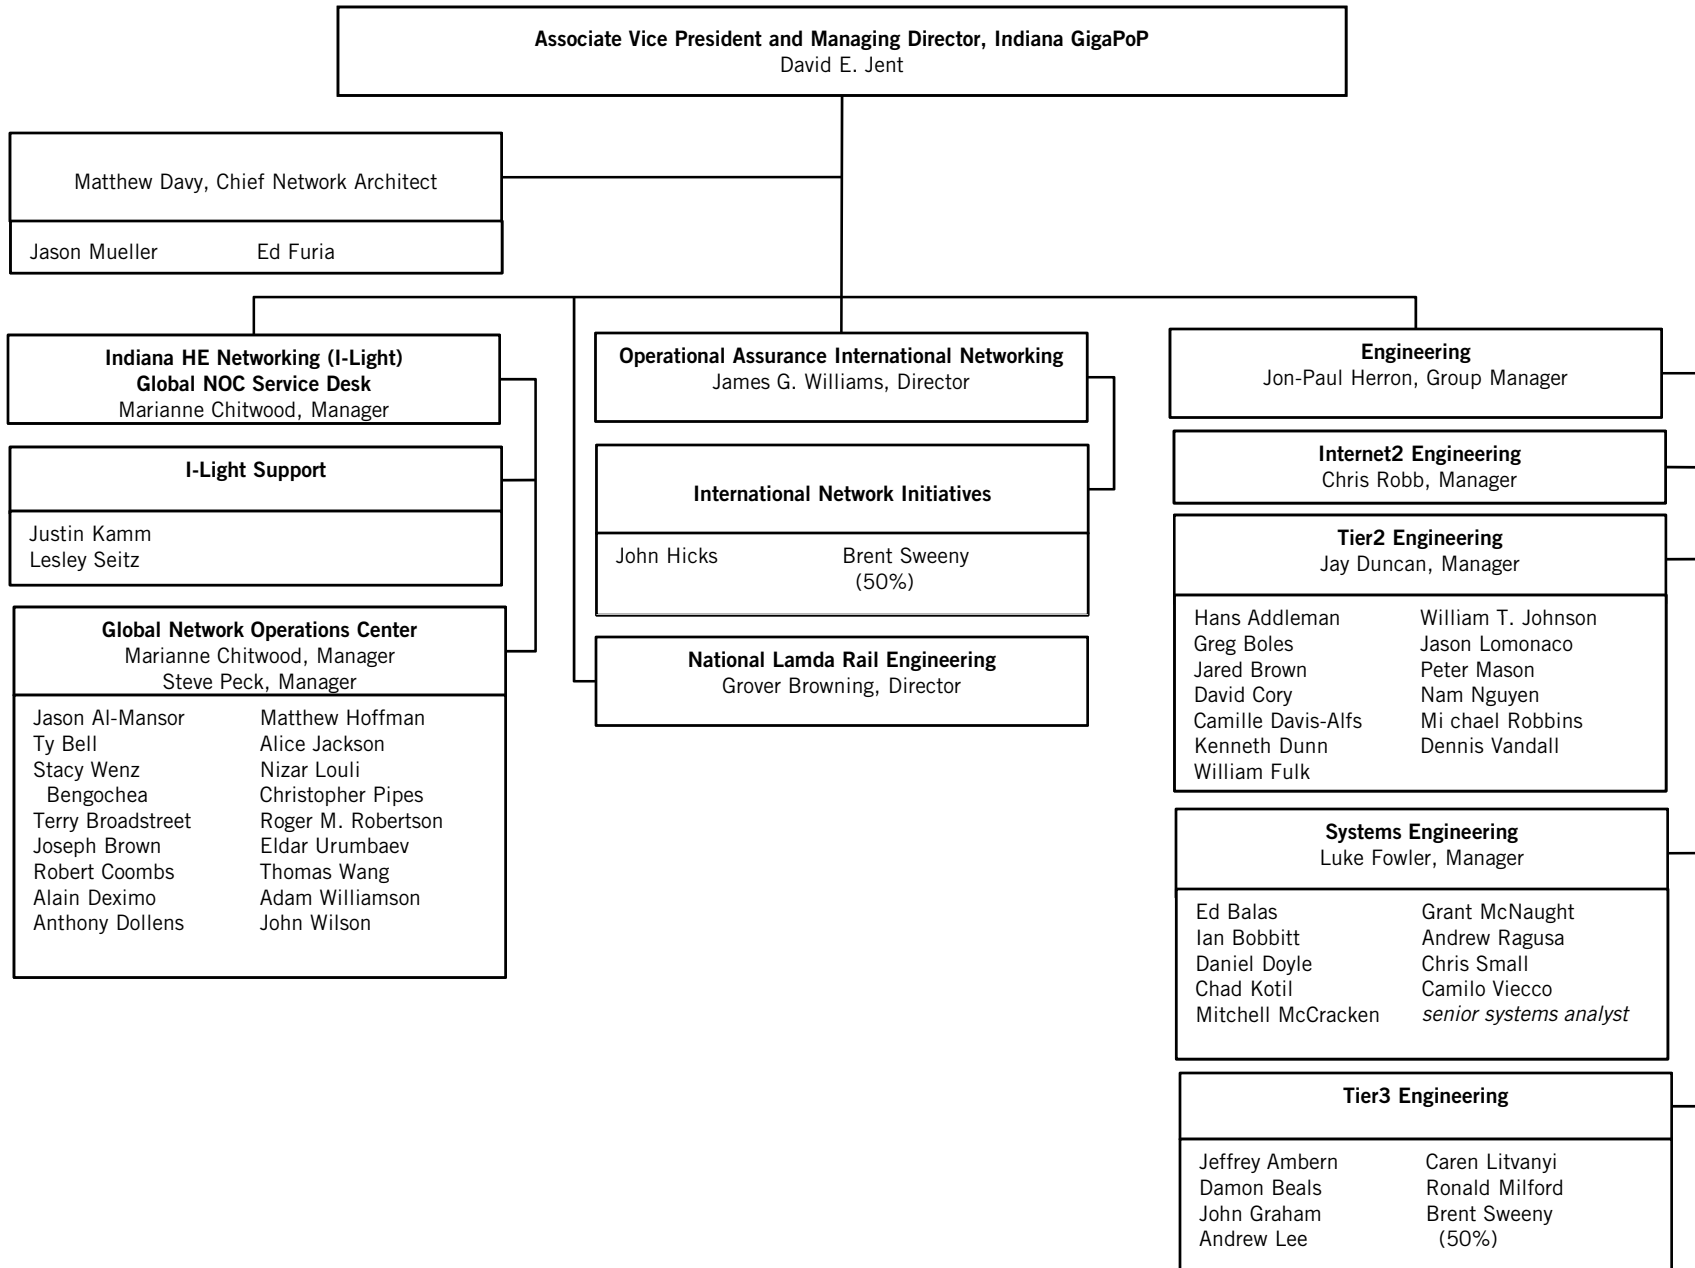 Associate Vice President and Managing Director, Indiana GigaPoP
David E. Jent
Matthew Davy, Chief Network Architect
Jason Mueller
Ed Furia
Indiana HE Networking (I-Light)
Global NOC Service Desk
Marianne Chitwood, Manager
I-Light Support
Justin Kamm
Lesley Seitz
Global Network Operations Center
Marianne Chitwood, Manager
Steve Peck, Manager
Jason Al-Mansor
Ty Bell
Stacy Wenz
Bengochea
Terry Broadstreet
Joseph Brown
Robert Coombs
Alain Deximo
Anthony Dollens
Matthew Hoffman
Alice Jackson
Nizar Louli
Christopher Pipes
Roger M. Robertson
Eldar Urumbaev
Thomas Wang
Adam Williamson
John Wilson
Operational Assurance International Networking
James G. Williams, Director
International Network Initiatives
John Hicks
Brent Sweeny
(50%)
National Lamda Rail Engineering
Grover Browning, Director
Engineering
Jon-Paul Herron, Group Manager
Internet2 Engineering
Chris Robb, Manager
Tier2 Engineering
Jay Duncan, Manager
Hans Addleman
Greg Boles
Jared Brown
David Cory
Camille Davis-Alfs
Kenneth Dunn
William Fulk
William T. Johnson
Jason Lomonaco
Peter Mason
Nam Nguyen
Mi chael Robbins
Dennis Vandall
Systems Engineering
Luke Fowler, Manager
Ed Balas
Ian Bobbitt
Daniel Doyle
Chad Kotil
Mitchell McCracken
Grant McNaught
Andrew Ragusa
Chris Small
Camilo Viecco
senior systems analyst
Tier3 Engineering
Jeffrey Ambern
Damon Beals
John Graham
Andrew Lee
Caren Litvanyi
Ronald Milford
Brent Sweeny
(50%)